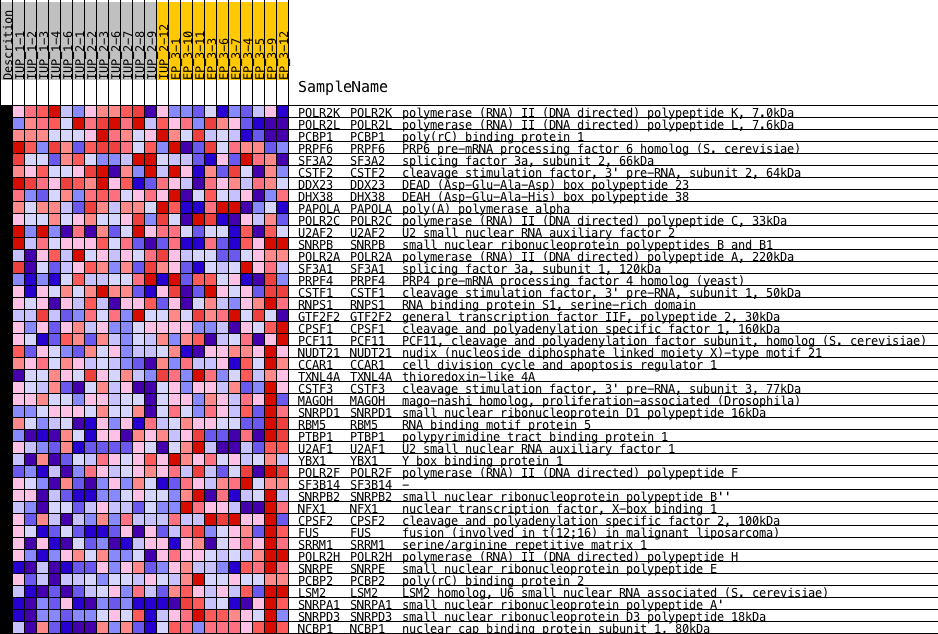 Descrition
IUP_1-1
IUP_1-2
IUP_1-3
IUP_1-4
IUP_1-6
IUP_2-1
IUP_2-2
IUP_2-3
IUP_2-6
IUP_2-7
IUP_2-8
IUP_2-9
IUP_2-12
EP_3-1
EP_3-10
EP_3-11
EP_3-3
EP_3-6
EP_3-7
EP_3-4
EP_3-5
EP_3-9
EP_3-12
SampleName
POLR2K POLR2K polymerase (RNA) II (DNA directed) polypeptide K, 7.0kDa
POLR2L POLR2L polymerase (RNA) II (DNA directed) polypeptide L, 7.6kDa
PCBP1 PCBP1 poly(rC) binding protein 1
PRPF6 PRPF6 PRP6 pre-mRNA processing factor 6 homolog (S. cerevisiae)
SF3A2 SF3A2 splicing factor 3a, subunit 2, 66kDa
CSTF2 CSTF2 cleavage stimulation factor, 3' pre-RNA, subunit 2, 64kDa
DDX23 DDX23 DEAD (Asp-Glu-Ala-Asp) box polypeptide 23
DHX38 DHX38 DEAH (Asp-Glu-Ala-His) box polypeptide 38
PAPOLA PAPOLA poly(A) polymerase alpha
POLR2C POLR2C polymerase (RNA) II (DNA directed) polypeptide C, 33kDa
U2AF2 U2AF2 U2 small nuclear RNA auxiliary factor 2
SNRPB SNRPB small nuclear ribonucleoprotein polypeptides B and B1
POLR2A POLR2A polymerase (RNA) II (DNA directed) polypeptide A, 220kDa
SF3A1 SF3A1 splicing factor 3a, subunit 1, 120kDa
PRPF4 PRPF4 PRP4 pre-mRNA processing factor 4 homolog (yeast)
CSTF1 CSTF1 cleavage stimulation factor, 3' pre-RNA, subunit 1, 50kDa
RNPS1 RNPS1 RNA binding protein S1, serine-rich domain
GTF2F2 GTF2F2 general transcription factor IIF, polypeptide 2, 30kDa
CPSF1 CPSF1 cleavage and polyadenylation specific factor 1, 160kDa
PCF11 PCF11 PCF11, cleavage and polyadenylation factor subunit, homolog (S. cerevisiae)
NUDT21 NUDT21 nudix (nucleoside diphosphate linked moiety X)-type motif 21
CCAR1 CCAR1 cell division cycle and apoptosis regulator 1
TXNL4A TXNL4A thioredoxin-like 4A
CSTF3 CSTF3 cleavage stimulation factor, 3' pre-RNA, subunit 3, 77kDa
MAGOH MAGOH mago-nashi homolog, proliferation-associated (Drosophila)
SNRPD1 SNRPD1 small nuclear ribonucleoprotein D1 polypeptide 16kDa
RBM5 RBM5 RNA binding motif protein 5
PTBP1 PTBP1 polypyrimidine tract binding protein 1
U2AF1 U2AF1 U2 small nuclear RNA auxiliary factor 1
YBX1 YBX1 Y box binding protein 1
POLR2F POLR2F polymerase (RNA) II (DNA directed) polypeptide F
SF3B14 SF3B14 -
SNRPB2 SNRPB2 small nuclear ribonucleoprotein polypeptide B''
NFX1 NFX1 nuclear transcription factor, X-box binding 1
CPSF2 CPSF2 cleavage and polyadenylation specific factor 2, 100kDa
FUS FUS fusion (involved in t(12;16) in malignant liposarcoma)
SRRM1 SRRM1 serine/arginine repetitive matrix 1
POLR2H POLR2H polymerase (RNA) II (DNA directed) polypeptide H
SNRPE SNRPE small nuclear ribonucleoprotein polypeptide E
PCBP2 PCBP2 poly(rC) binding protein 2
LSM2 LSM2 LSM2 homolog, U6 small nuclear RNA associated (S. cerevisiae)
SNRPA1 SNRPA1 small nuclear ribonucleoprotein polypeptide A'
SNRPD3 SNRPD3 small nuclear ribonucleoprotein D3 polypeptide 18kDa
NCBP1 NCBP1 nuclear cap binding protein subunit 1, 80kDa